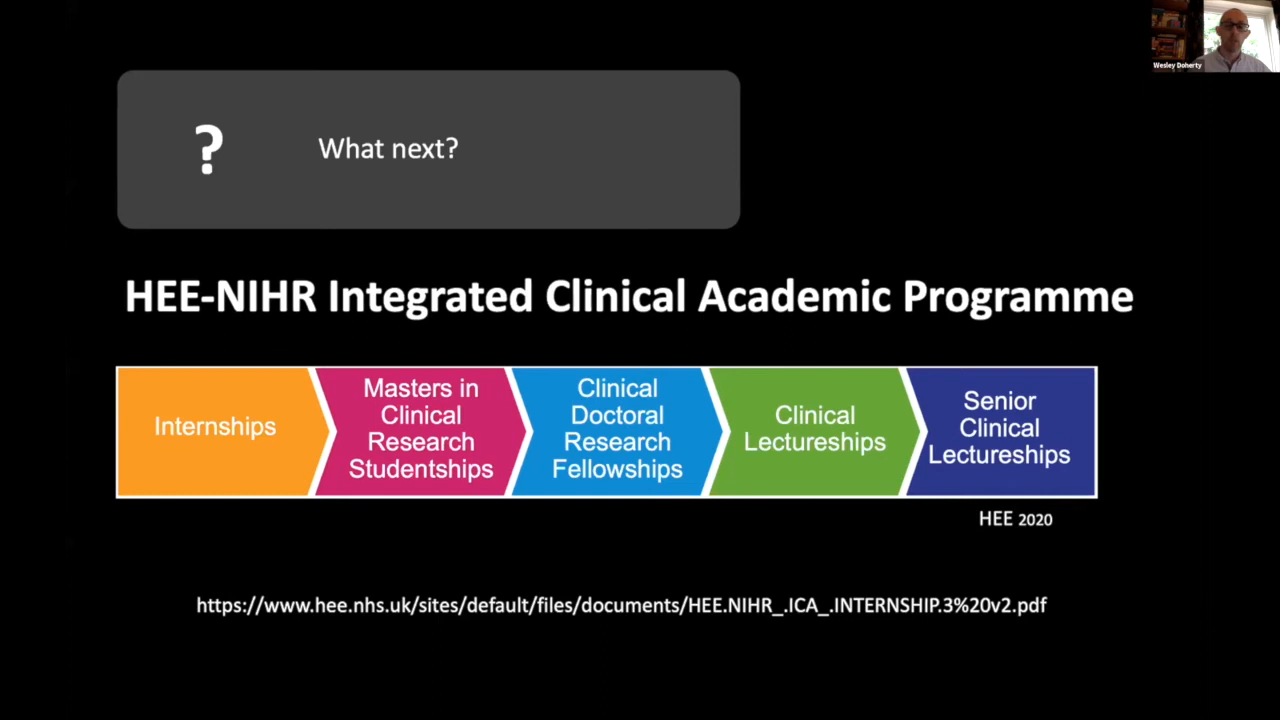 Wesley Doherty
?
What next?
HEE-NIHR Integrated Clinical Academic Programme
Internships
Masters in
Clinical
Research
Studentships
Clinical
Doctoral
Research
Fellowships
Clinical
Lectureships
Senior
Clinical
Lectureships
HEE 2020
https://www.hee.nhs.uk/sites/default/files/documents/HEE.NIHR_.ICA_.INTERNSHIP.3%20v2.pdf